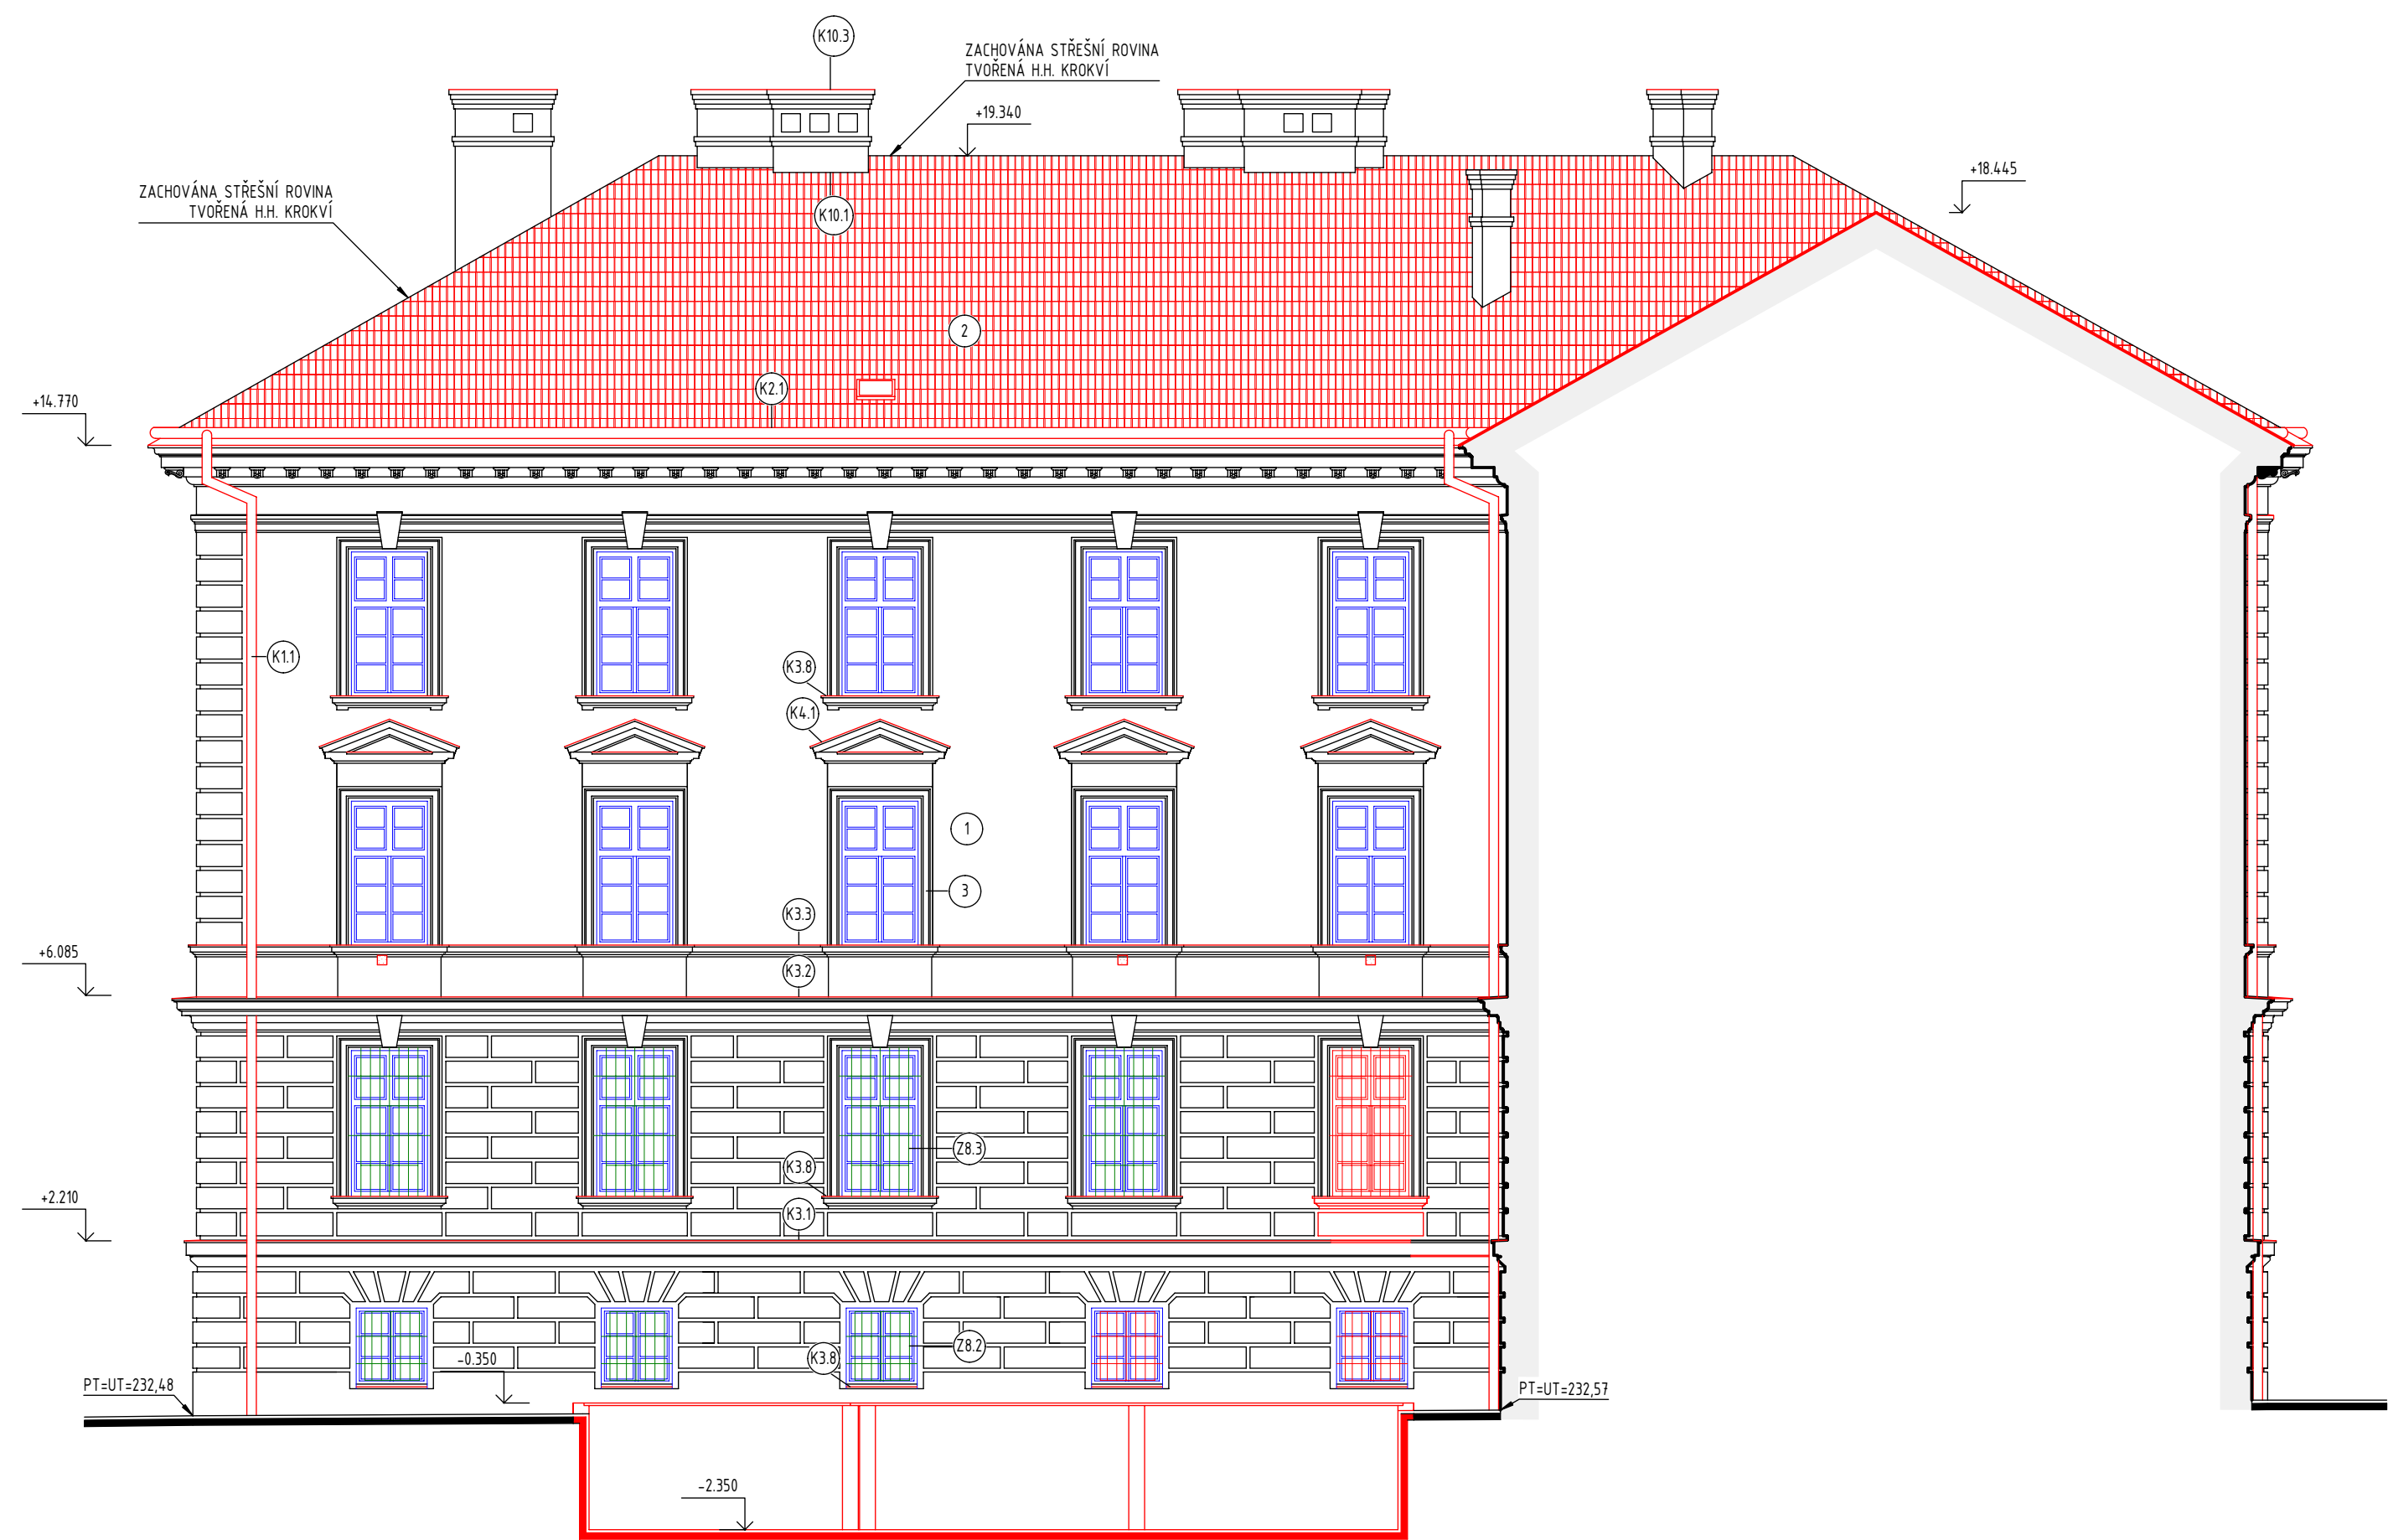 K10.3
ZACHOVÁNA STŘEŠNÍ ROVINA
TVOŘENÁ H.H. KROKVÍ
+19.340
+18.445
ZACHOVÁNA STŘEŠNÍ ROVINA
TVOŘENÁ H.H. KROKVÍ
K10.1
2
K2.1
+14.770
K1.1
K3.8
K4.1
1
3
K3.3
+6.085
K3.2
Z8.3
K3.8
+2.210
K3.1
Z8.2
K3.8
-0.350
PT=UT=232,48
PT=UT=232,57
-2.350